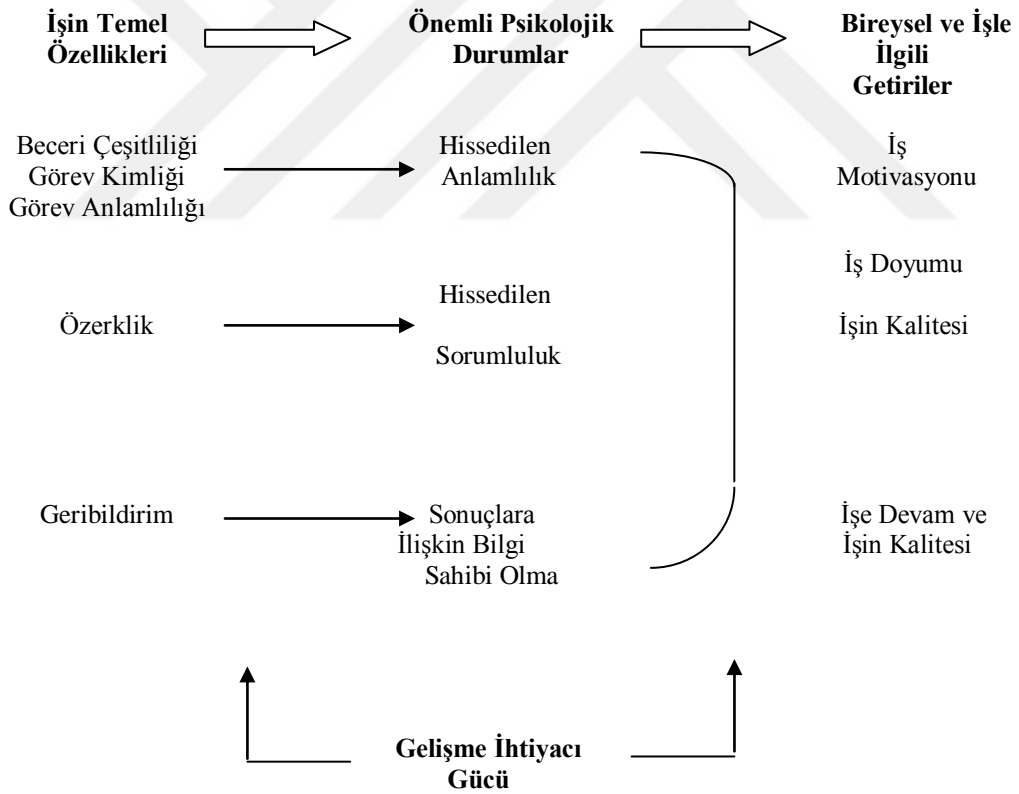 İşin Temel
Özellikleri
Önemli Psikolojik
Durumlar
Bireysel ve İşle
İlgili
Getiriler
Beceri Çeşitliliği
Görev Kimliği
Görev Anlamlılığı
Hissedilen
Anlamlılık
İş
Motivasyonu
İş Doyumu
Özerklik
Hissedilen
Sorumluluk
İşin Kalitesi
Geribildirim
Sonuçlara
İlişkin Bilgi
Sahibi Olma
İşe Devam ve
İşin Kalitesi
Gelişme İhtiyacı
Gücü